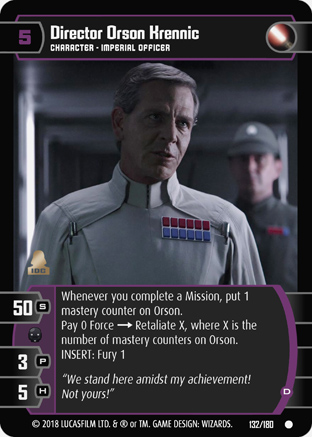 5 Director Orson Krennic
CHARACTER · IMPERIAL OFFICER
IDC
50 S
3 P
5 H
Whenever you complete a Mission, put 1
mastery counter on Orson.
Pay 0 Force → Retaliate X, where X is the
number of mastery counters on Orson.
INSERT: Fury 1
“We stand here amidst my achievement!
Not yours!”
D
© 2018 LUCASFILM LTD. & ® or TM. GAME DESIGN: WIZARDS. 132/180